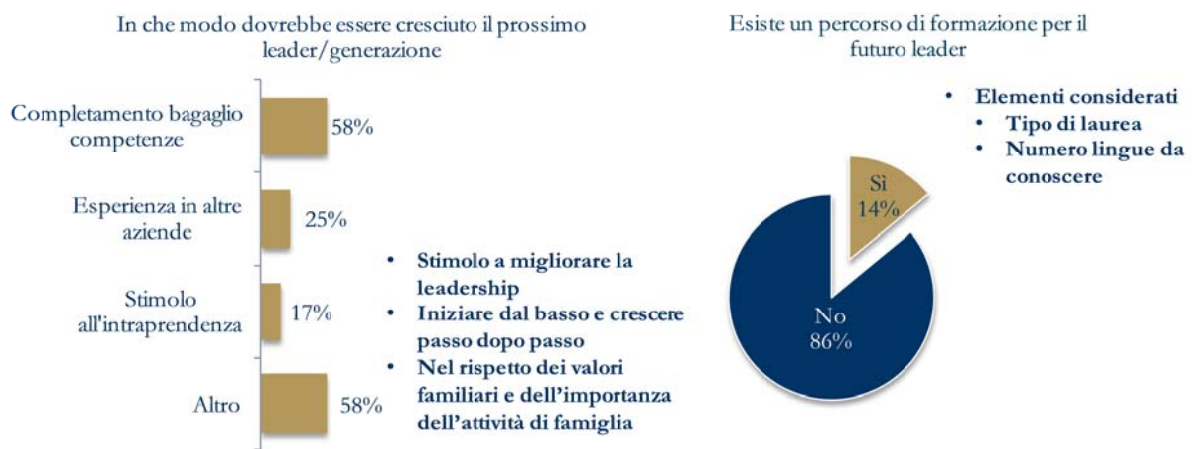 In che modo dovrebbe essere cresciuto il prossimo
leader/generazione
Completamento bagaglio
competenze
58%
Esperienza in altre
aziende
25%
Stimolo
all'intraprendenza
17%
Altro
58%
• Stimolo a migliorare la
leadership
• Iniziare dal basso e crescere
passo dopo passo
• Nel rispetto dei valori
familiari e dell’importanza
dell’attività di famiglia
Esiste un percorso di formazione per il
futuro leader
• Elementi considerati
• Tipo di laurea
• Numero lingue da
conoscere
Sì
14%
No
86%